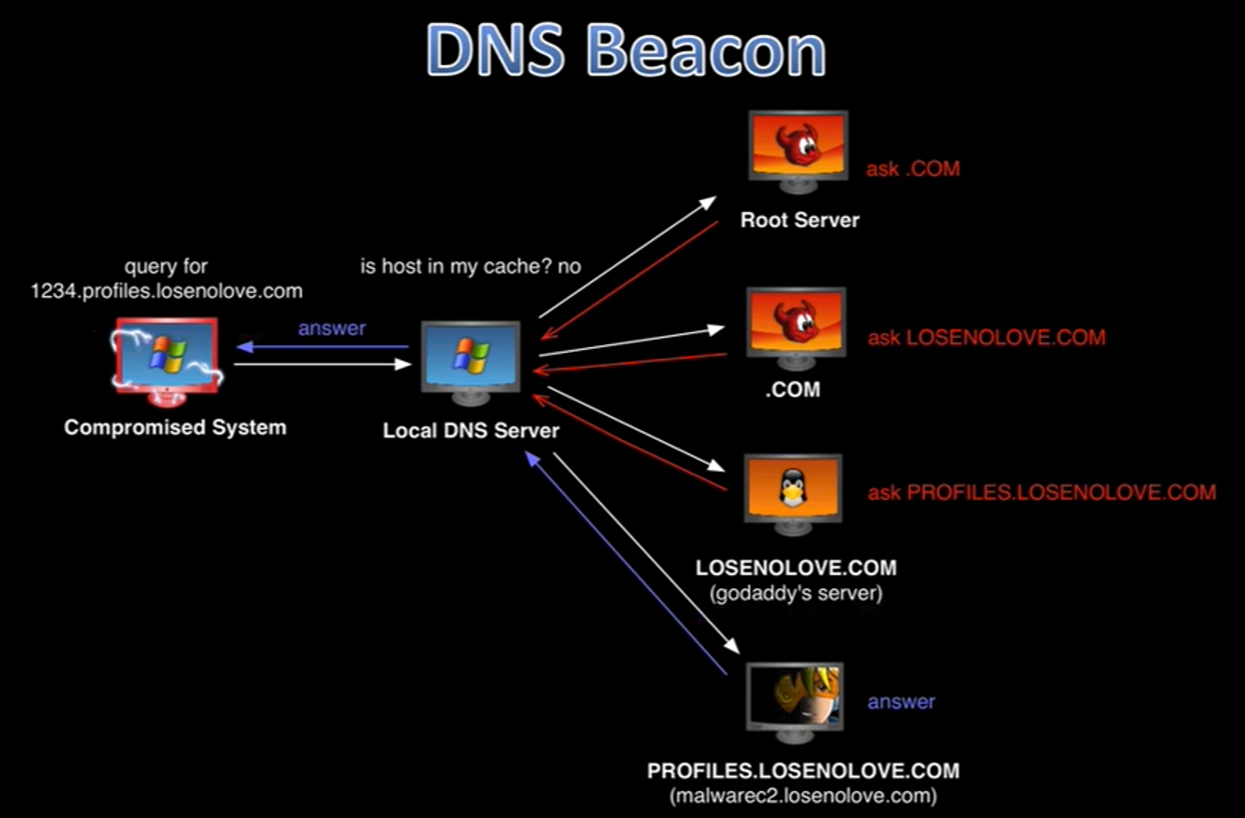 DNS Beacon
ask .COM
Root Server
query for
1234.profiles.losenolove.com
is host in my cache? no
answer
Compromised System
Local DNS Server
ask LOSENOLOVE.COM
.COM
ask PROFILES.LOSENOLOVE.COM
LOSENOLOVE.COM
(godaddy's server)
answer
PROFILES.LOSENOLOVE.COM
(malwarec2.losenolove.com)